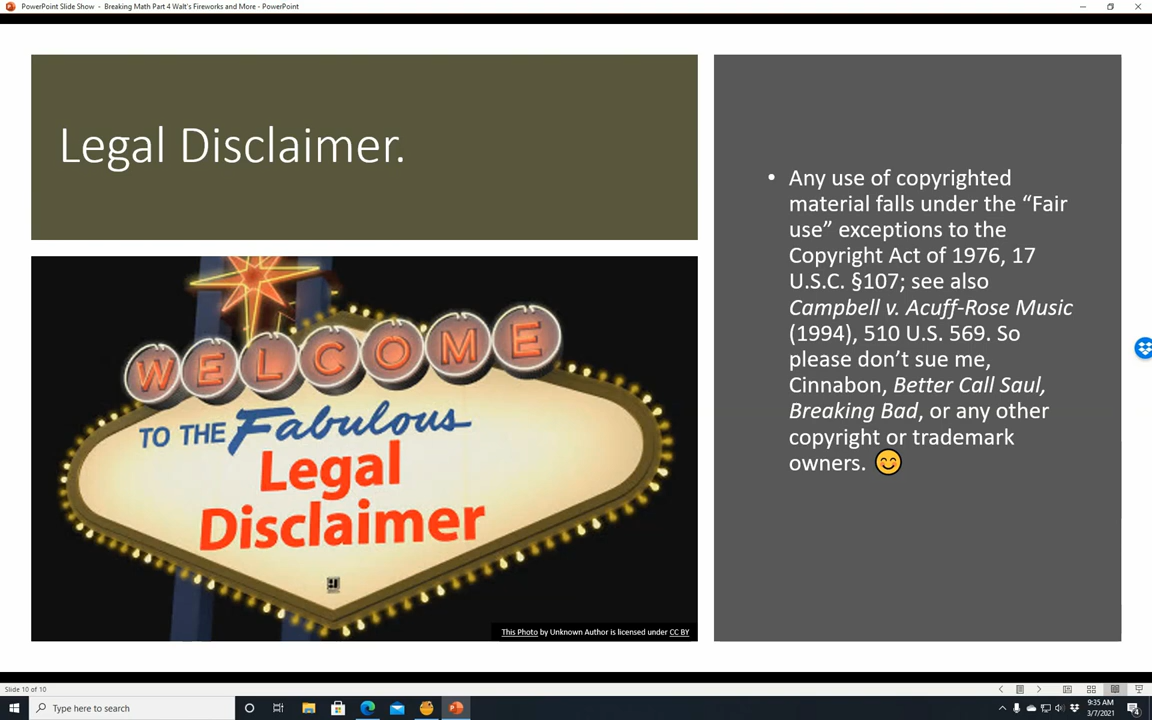 PowerPoint Slide Show - Breaking Math Part 4 Walt's Fireworks and More - PowerPoint
Legal Disclaimer.
WELCOME
TO THE Fabulous
Legal
Disclaimer
This Photo by Unknown Author is licensed under CC BY
• Any use of copyrighted
material falls under the “Fair
use” exceptions to the
Copyright Act of 1976, 17
U.S.C. §107; see also
Campbell v. Acuff-Rose Music
(1994), 510 U.S. 569. So
please don’t sue me,
Cinnabon, Better Call Saul,
Breaking Bad, or any other
copyright or trademark
owners. 😊
Slide 10 of 10
Type here to search
9:35 AM
3/7/2021
4